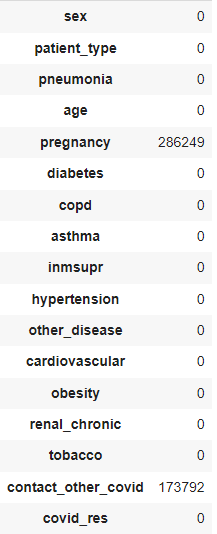 sex 0
patient_type 0
pneumonia 0
age 0
pregnancy 286249
diabetes 0
copd 0
asthma 0
inmsupr 0
hypertension 0
other_disease 0
cardiovascular 0
obesity 0
renal_chronic 0
tobacco 0
contact_other_covid 173792
covid_res 0